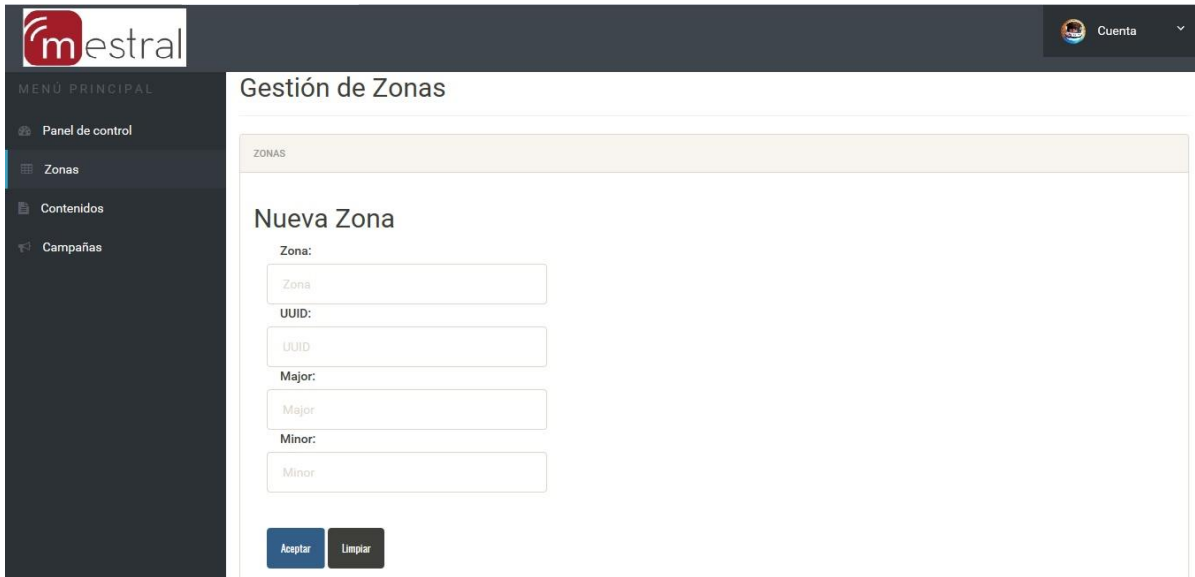 mestral
Cuenta
MENÚ PRINCIPAL
Panel de control
Zonas
Contenidos
Campañas
Gestión de Zonas
ZONAS
Nueva Zona
Zona:
Zona
UUID:
UUID
Major:
Major
Minor:
Minor
Aceptar Limpiar